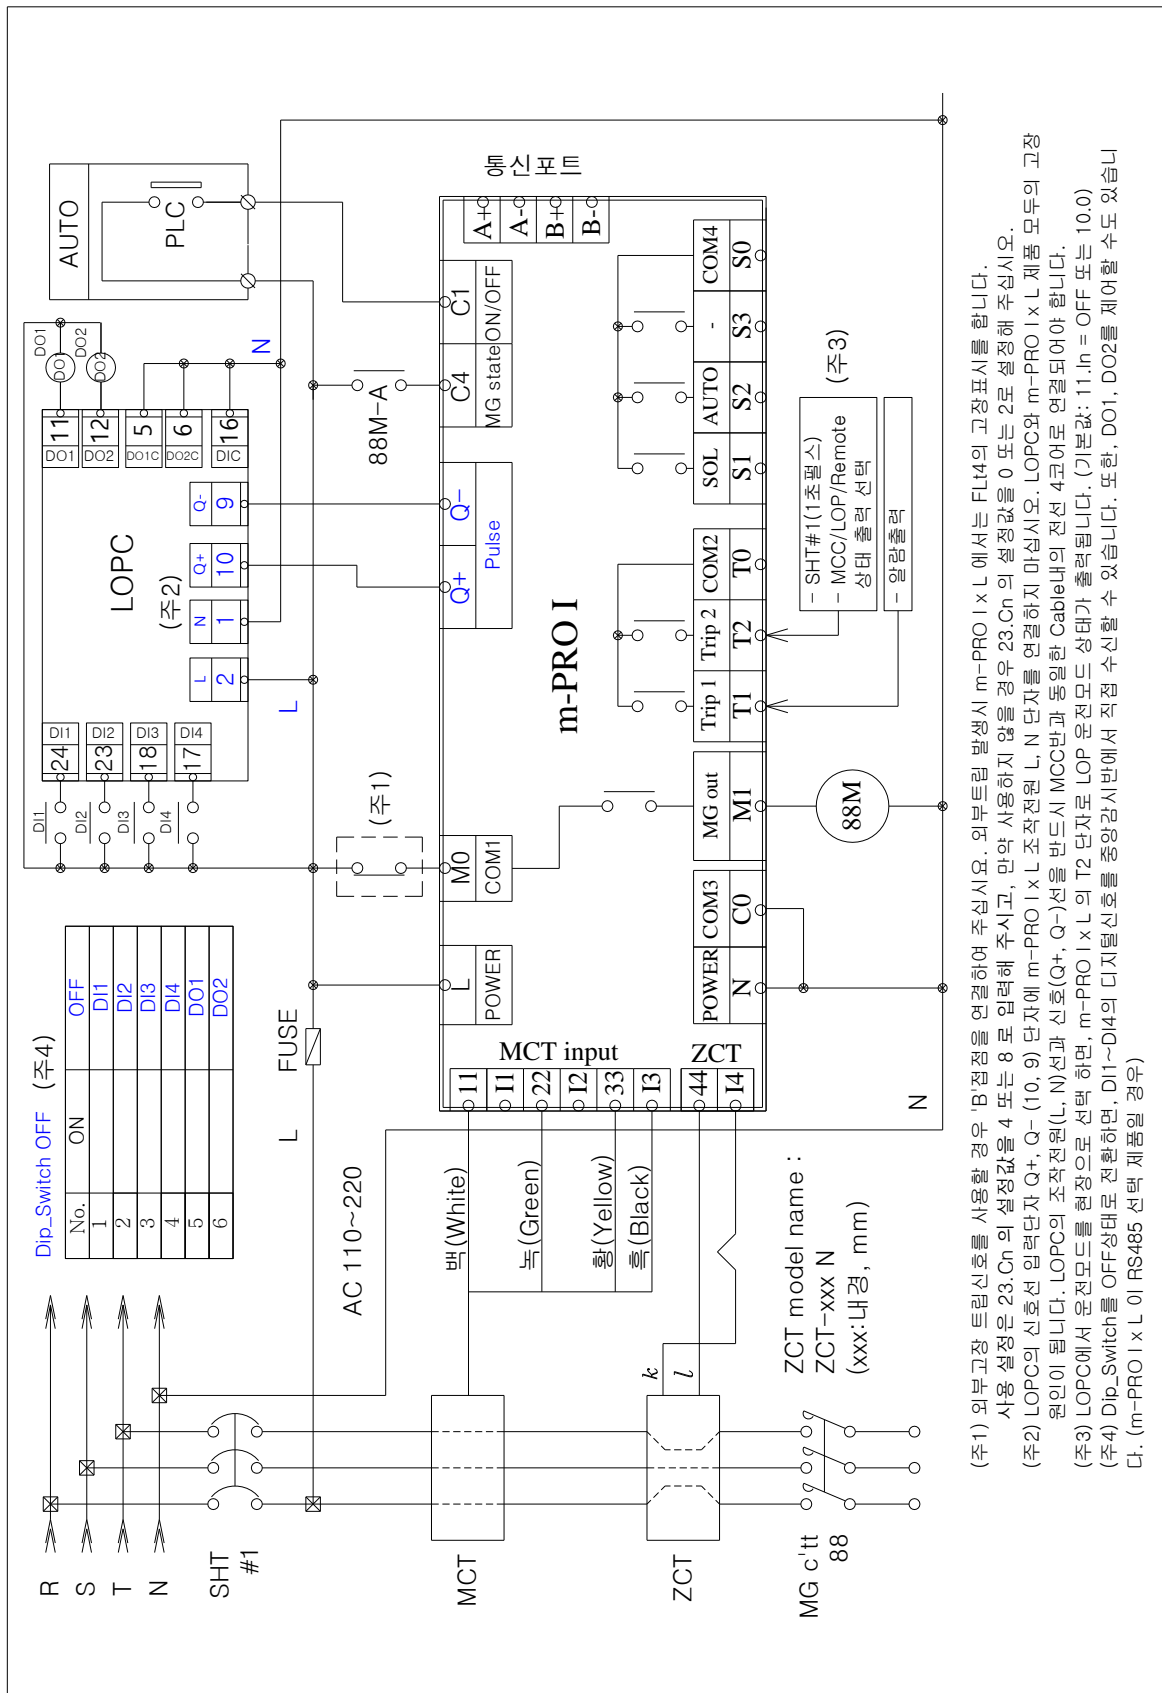 R
S
T
N
SHT
#1
MCT
ZCT
MG c'tt
88
Dip_Switch OFF (주4)
No. ON OFF
1 DI1
2 DI2
3 DI3
4 DI4
5 DO1
6 DO2
AC 110~220
L FUSE
백(White)
녹(Green)
황(Yellow)
흑(Black)
k
l
ZCT model name :
ZCT-xxx N
(xxx:내경, mm)
N
DI1
DI2
DI3
DI4
24 DI1
23 DI2
18 DI3
17 DI4
LOPC
(주2)
L N Q+ Q-
2 1 10 9
DO1 11
DO2 12
DO1C 5
DO2C 6
DIC 16
DO1
DO1
DO2
DO2
L
N
AUTO
PLC
(주1)
88M-A
m-PRO I
L
POWER
M0
COM1
Q+ Q-
Pulse
C4 C1
MG state ON/OFF
통신포트
A+
A-
B+
B-
MCT input
11
I1
22
I2
33
I3
ZCT
44
I4
POWER COM3 MG out Trip 1 Trip 2 COM2 SOL AUTO - COM4
N C0 M1 T1 T2 T0 S1 S2 S3 S0
88M
(주3)
- SHT#1(1초펄스)
- MCC/LOP/Remote
상태 출력 선택
- 알람출력
(주1) 외부고장 트립신호를 사용할 경우 'B'접점을 연결하여 주십시요. 외부트립 발생시 m-PRO I x L 에서는 FLt4의 고장표시를 합니다.
사용 설정은 23.Cn 의 설정값을 4 또는 8 로 입력해 주시고, 만약 사용하지 않을 경우 23.Cn 의 설정값을 0 또는 2로 설정해 주십시오.
(주2) LOPC의 신호선 입력단자 Q+, Q- (10, 9) 단자에 m-PRO I x L 조작전원 L, N 단자를 연결하지 마십시오. LOPC와 m-PRO I x L 제품 모두의 고장
원인이 됩니다. LOPC의 조작전원(L, N)선과 신호(Q+, Q-)선을 반드시 MCC반과 동일한 Cable내의 전선 4코어로 연결되어야 합니다.
(주3) LOPC에서 운전모드를 현장으로 선택 하면, m-PRO I x L 의 T2 단자로 LOP 운전모드 상태가 출력됩니다. (기본값: 11.In = OFF 또는 10.0)
(주4) Dip_Switch를 OFF상태로 전환하면, DI1~DI4의 디지털신호를 중앙감시반에서 직접 수신할 수 있습니다. 또한, DO1, DO2를 제어할 수도 있습니
다. (m-PRO I x L 이 RS485 선택 제품일 경우)